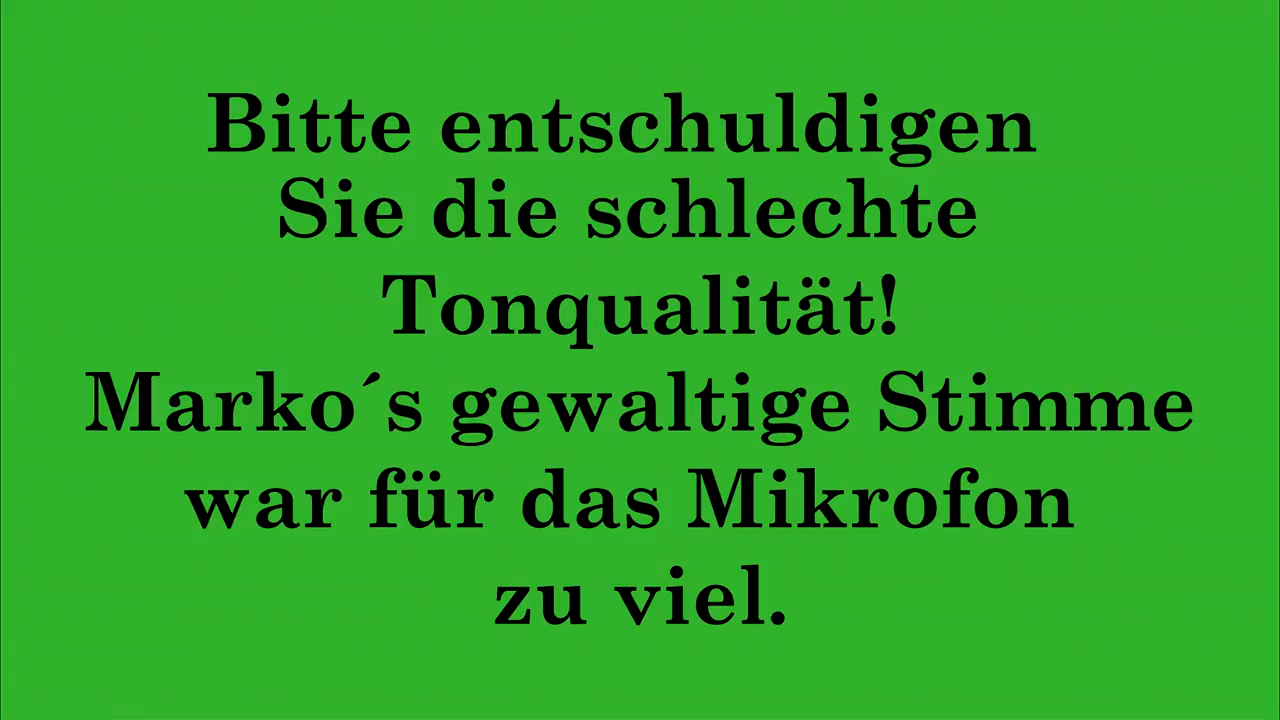 Bitte entschuldigen
Sie die schlechte
Tonqualität!
Marko´s gewaltige Stimme
war für das Mikrofon
zu viel.